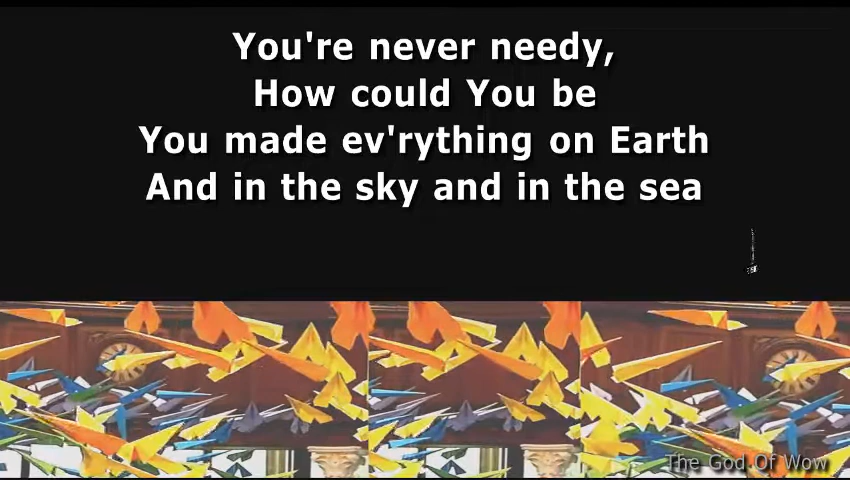 You're never needy,
How could You be
You made ev'rything on Earth
And in the sky and in the sea
The God Of Wow